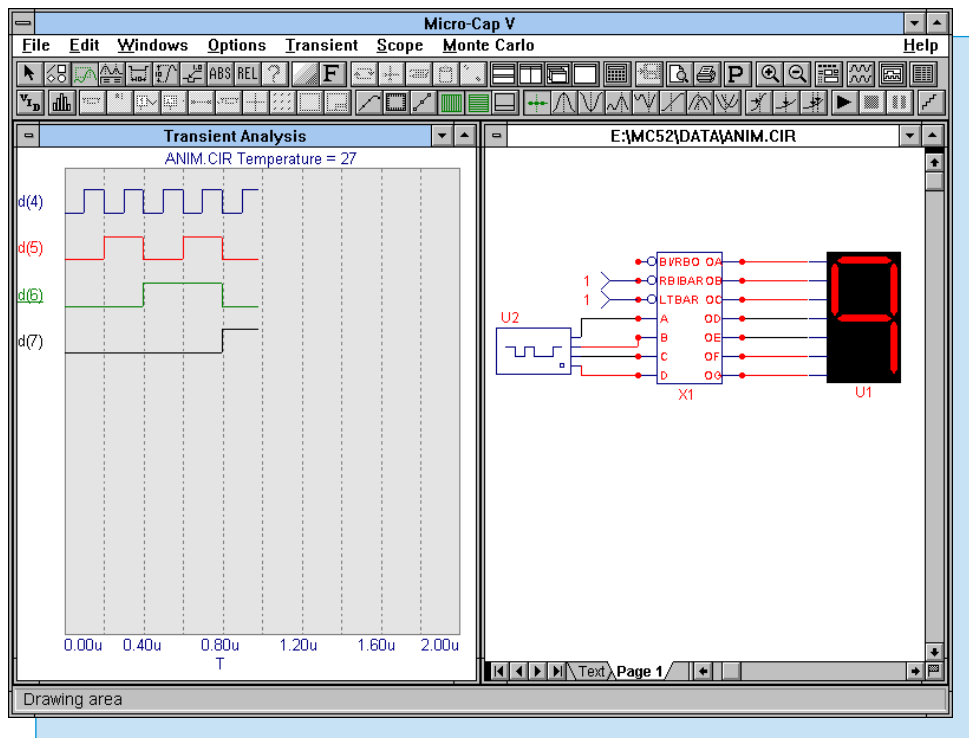 Micro-Cap V
File Edit Windows Options Transient Scope Monte Carlo Help
ABS REL ? F P
Transient Analysis
ANIM.CIR Temperature = 27
d(4)
d(5)
d(6)
d(7)
0.00u 0.40u 0.80u 1.20u 1.60u 2.00u
T
E:\MC52\DATA\ANIM.CIR
BI/RBO OA
1 RBIBAR OB
1 LTBAR OC
U2
A OD
B OE
C OF
D OG
X1
U1
Text Page 1
Drawing area